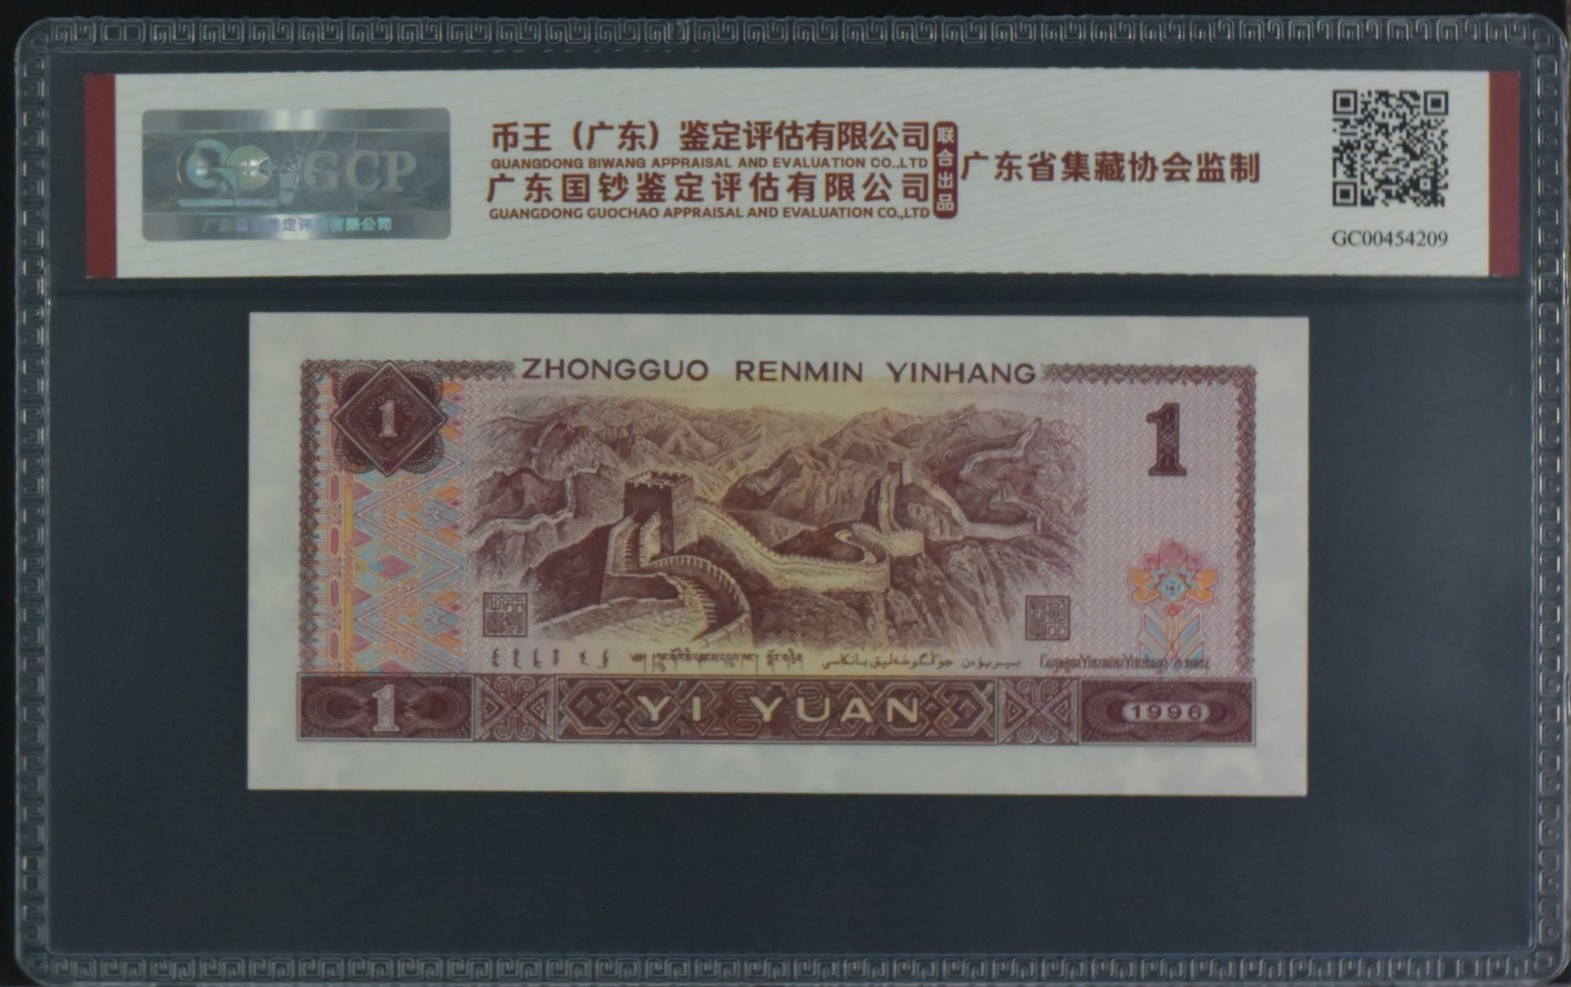 GCP
币王（广东）鉴定评估有限公司
GUANGDONG BIWANG APPRAISAL AND EVALUATION CO.,LTD
广东国钞鉴定评估有限公司
GUANGDONG GUOCHAO APPRAISAL AND EVALUATION CO.,LTD
联合出品
广东省集藏协会监制
GC00454209
ZHONGGUO RENMIN YINHANG
1
1
1
YI YUAN
1996